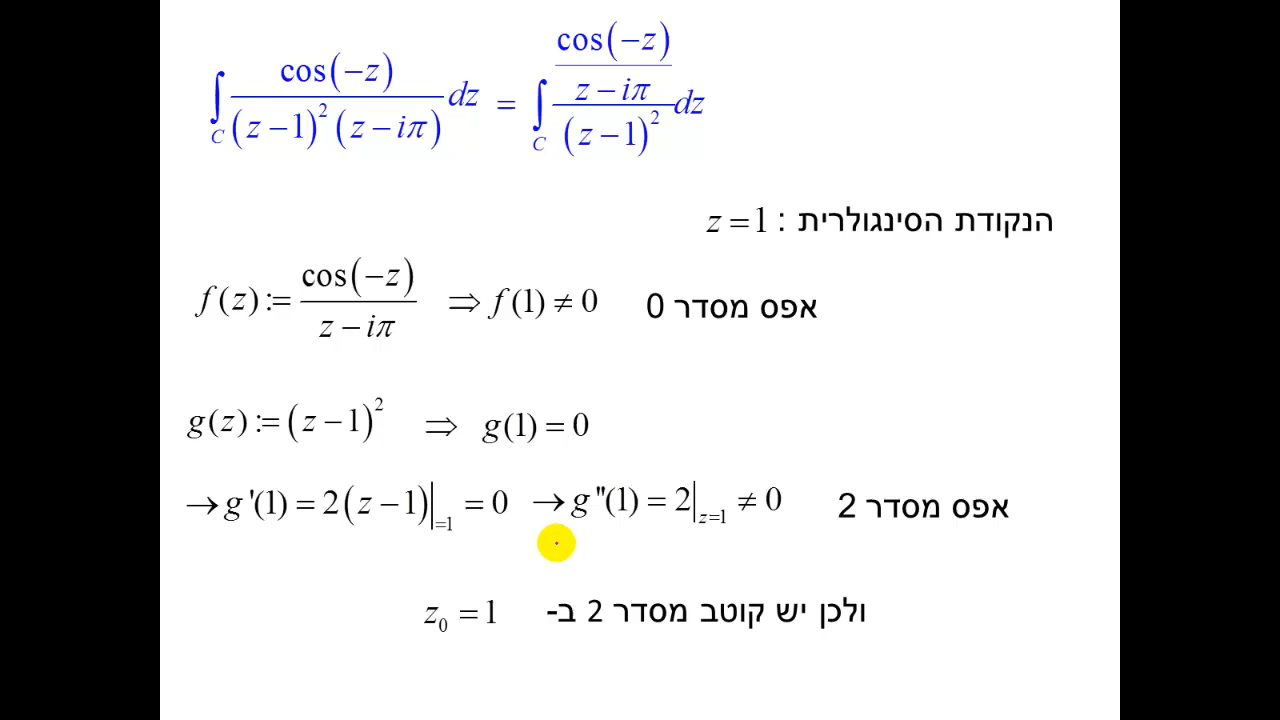 ∫_C cos(−z) / ((z−1)^2 (z−iπ)) dz = ∫_C (cos(−z) / (z−iπ)) / (z−1)^2 dz
הנקודת הסינגולרית : z = 1
f(z) := cos(−z) / (z−iπ) ⇒ f(1) ≠ 0 אפס מסדר 0
g(z) := (z−1)^2 ⇒ g(1) = 0
→ g'(1) = 2(z−1)|_{=1} = 0 → g''(1) = 2|_{z=1} ≠ 0 אפס מסדר 2
ולכן יש קוטב מסדר 2 ב- z_0 = 1